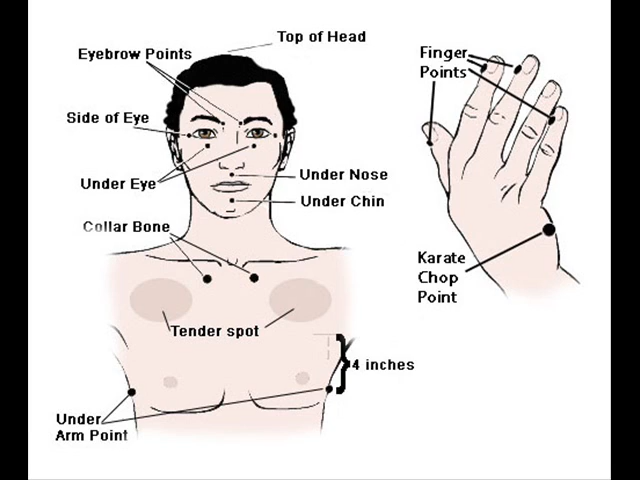 Top of Head
Eyebrow Points
Side of Eye
Under Eye
Under Nose
Under Chin
Collar Bone
Tender spot
4 inches
Under
Arm Point
Finger
Points
Karate
Chop
Point